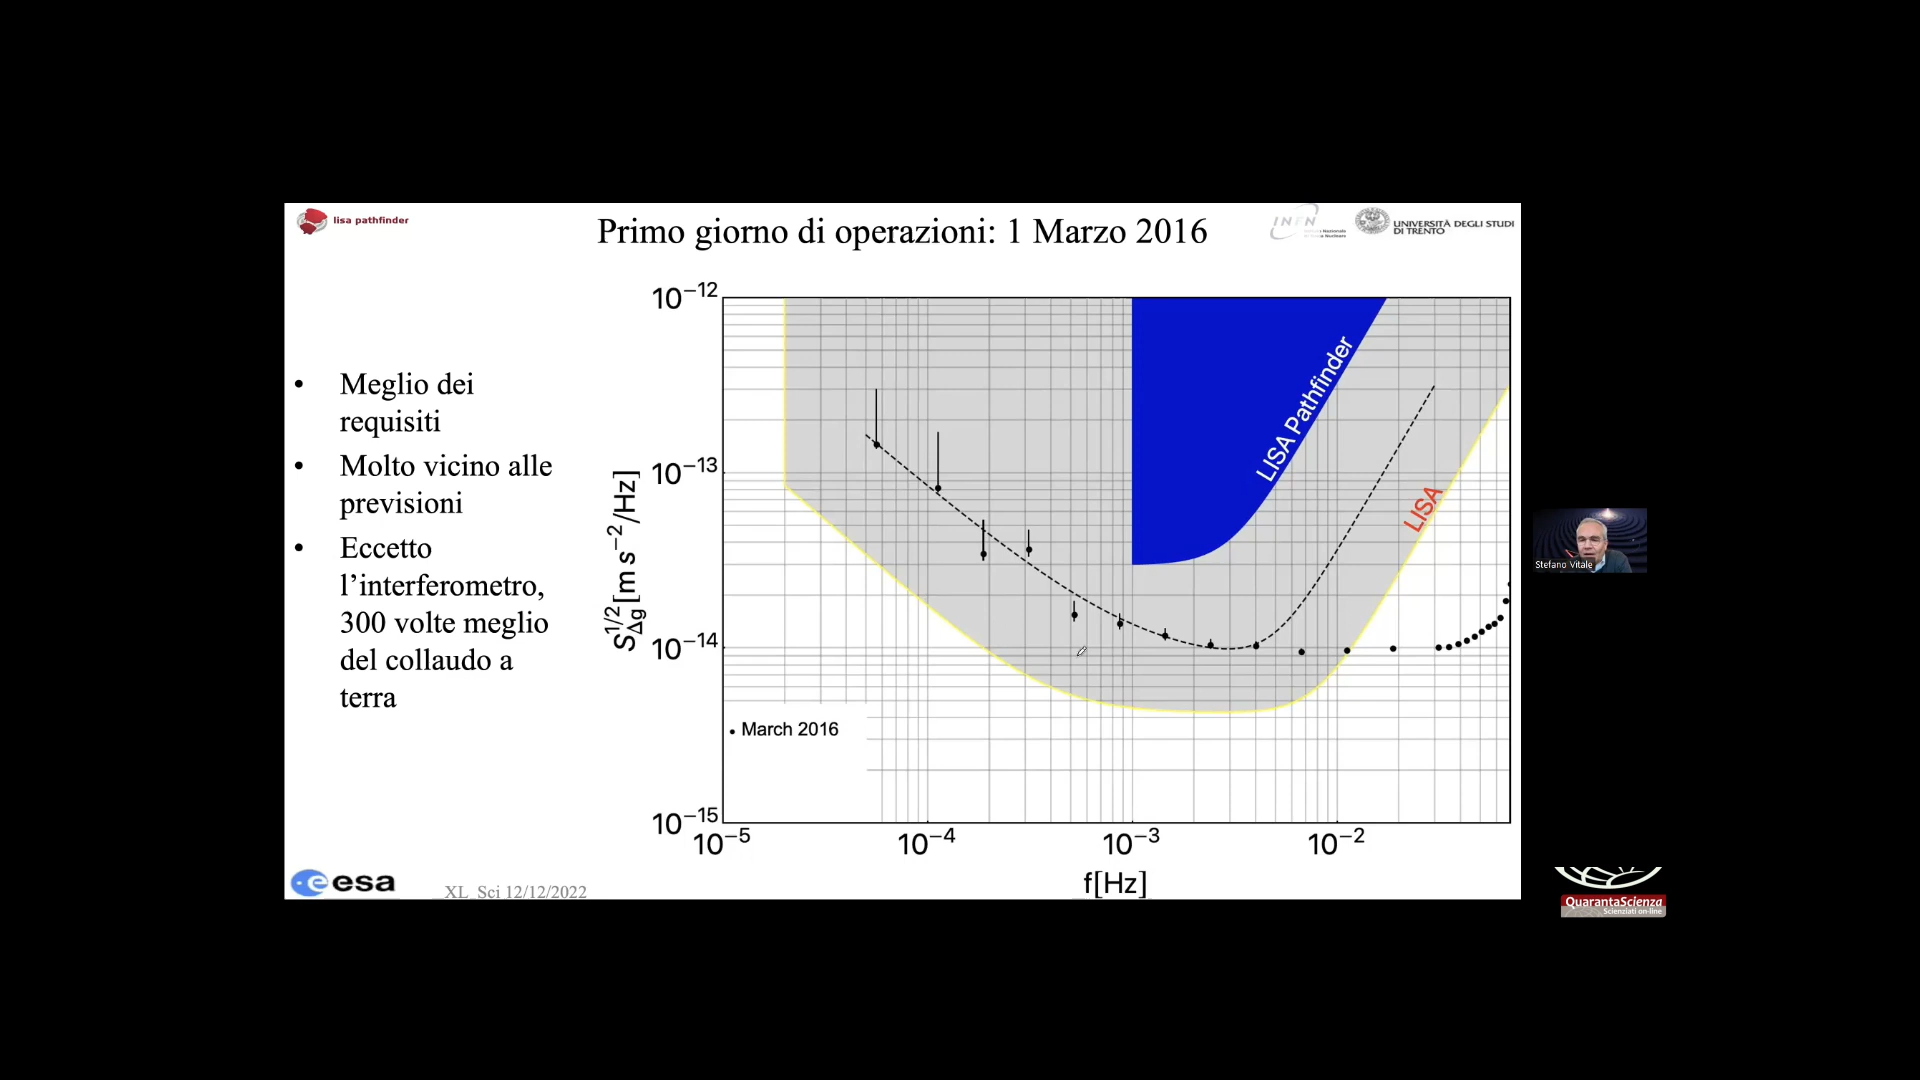 lisa pathfinder
Primo giorno di operazioni: 1 Marzo 2016
INFN
UNIVERSITÀ DEGLI STUDI
DI TRENTO
• Meglio dei
requisiti
• Molto vicino alle
previsioni
• Eccetto
l’interferometro,
300 volte meglio
del collaudo a
terra
S_Δg^1/2 [m s^−2/Hz]
10^−12
10^−13
10^−14
10^−15
LISA Pathfinder
LISA
• March 2016
10^−5
10^−4
10^−3
10^−2
f[Hz]
Stefano Vitale
esa
XL_Sci 12/12/2022
QuarantaScienza
Scienziati on-line